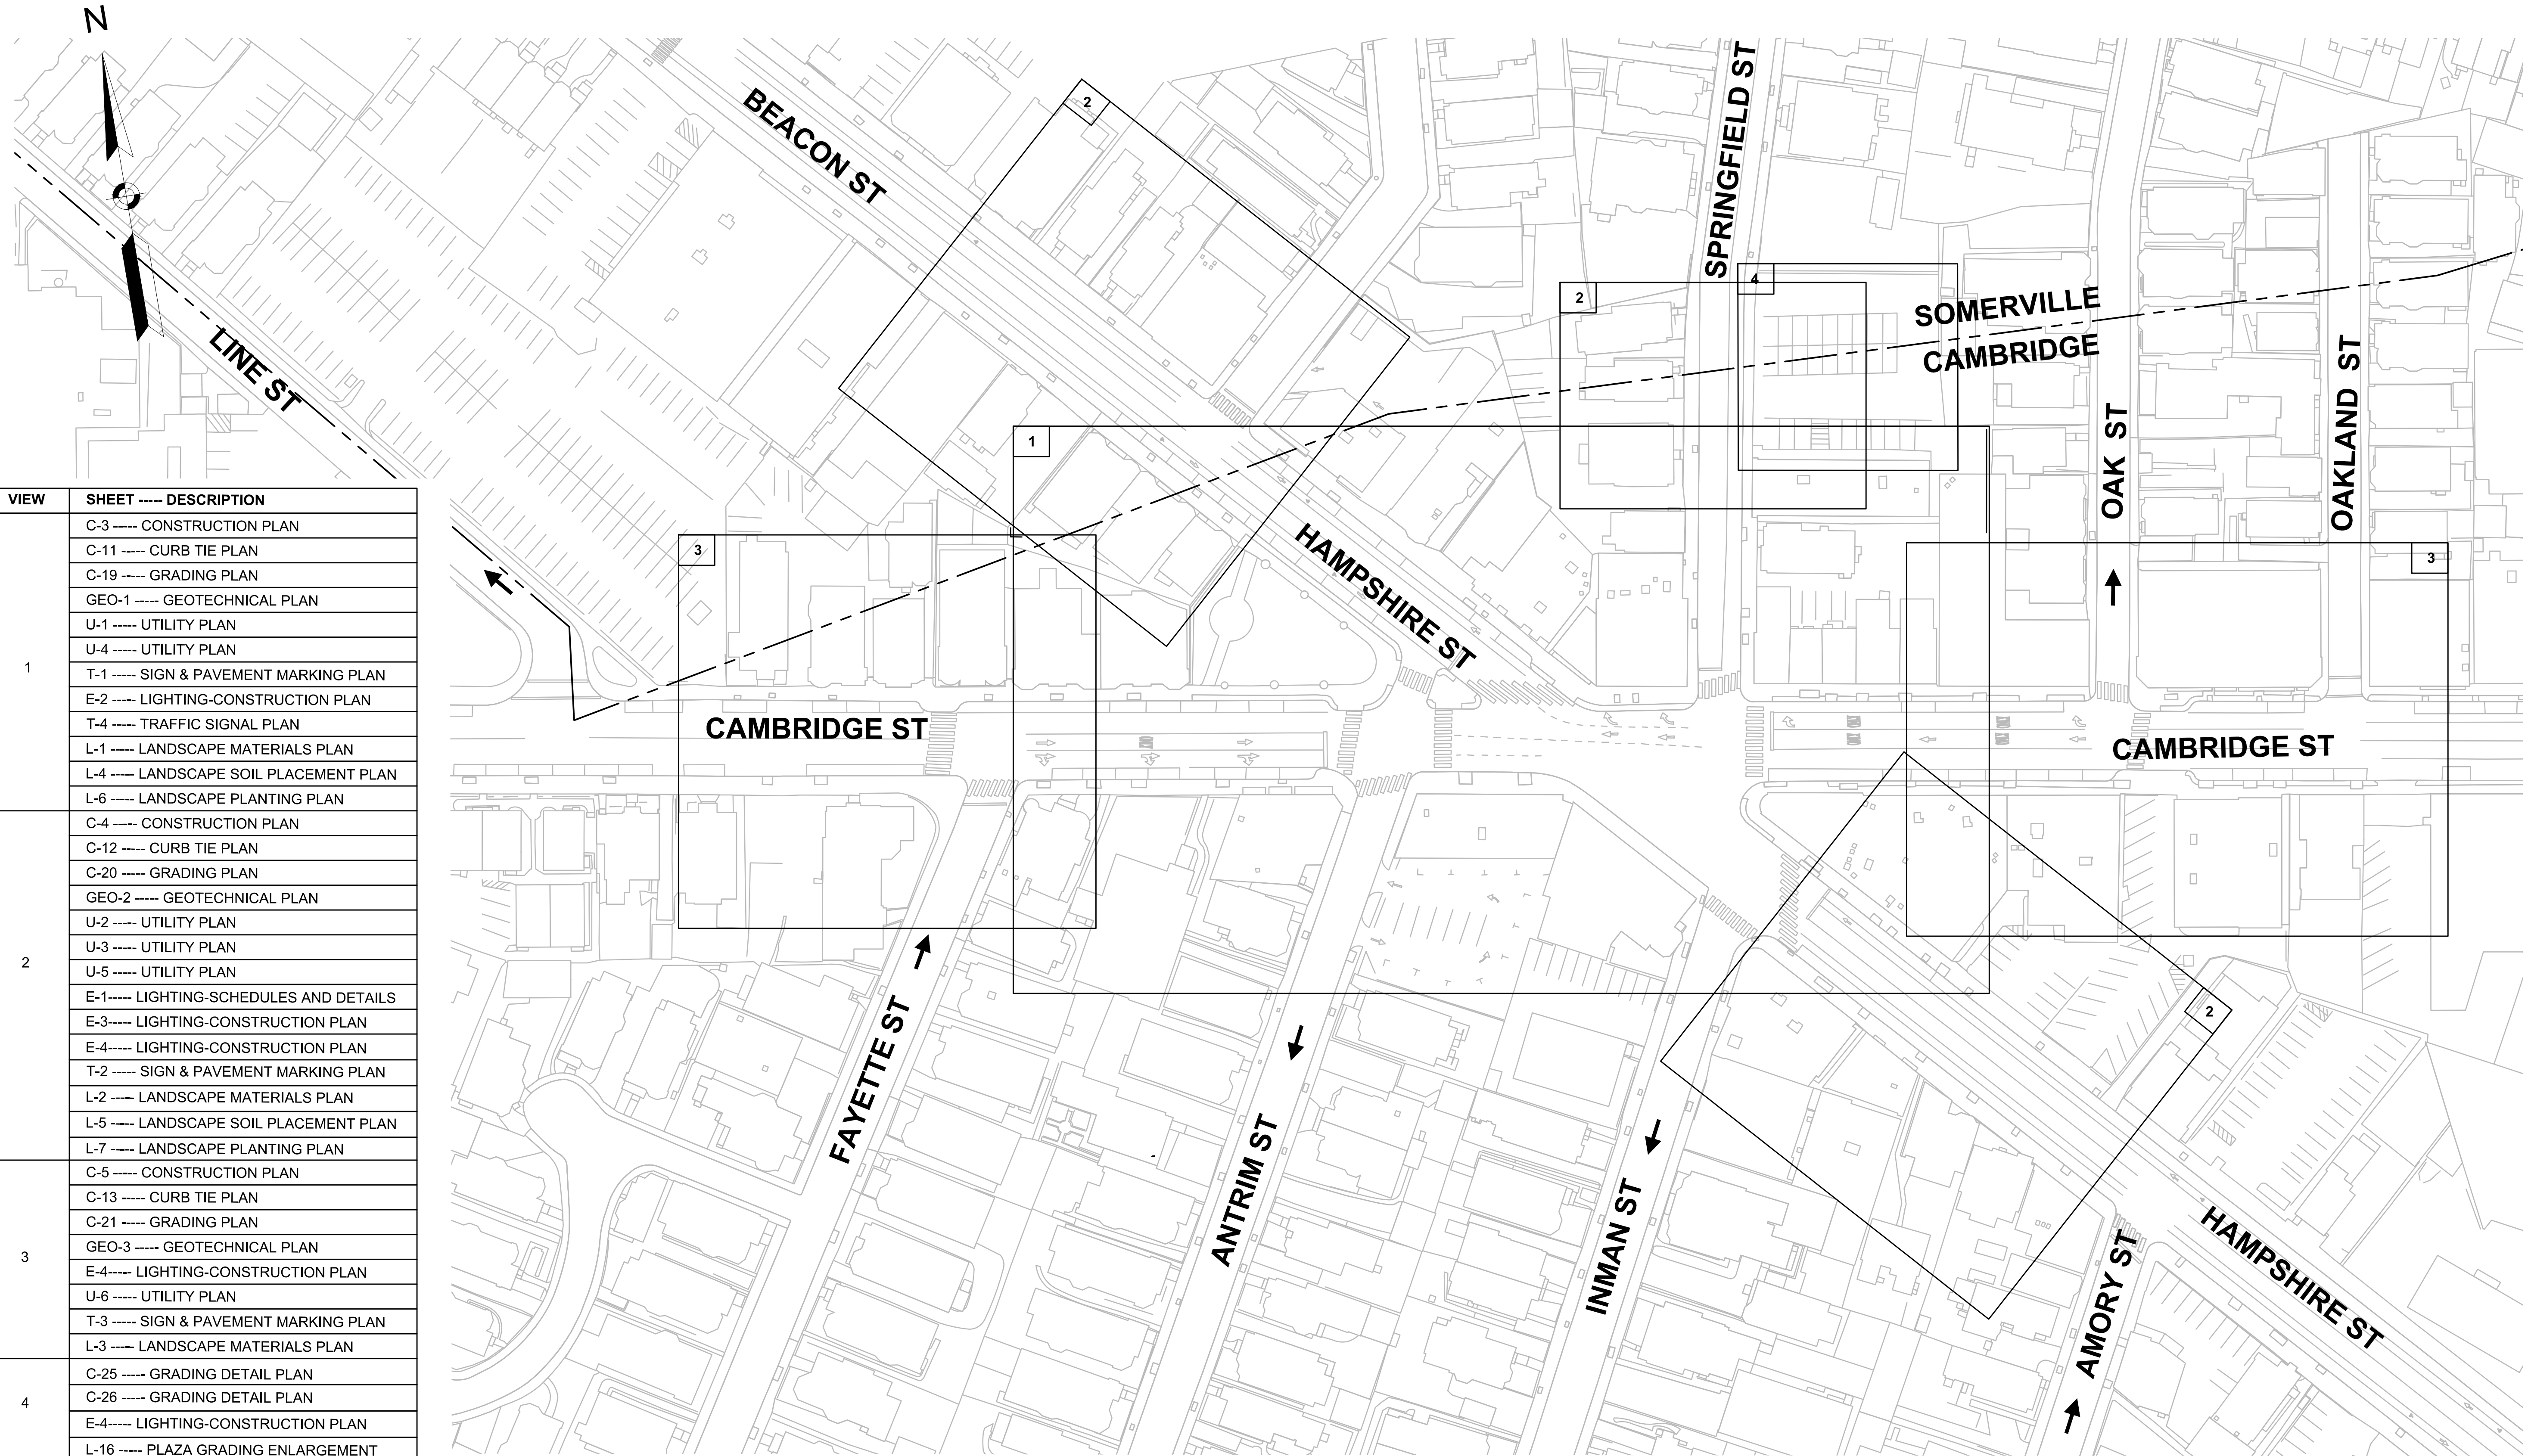 N
BEACON ST
SPRINGFIELD ST
2
2
4
SOMERVILLE
CAMBRIDGE
LINE ST
OAK ST
OAKLAND ST
1
3
3
HAMPSHIRE ST
CAMBRIDGE ST
CAMBRIDGE ST
FAYETTE ST
ANTRIM ST
INMAN ST
2
AMORY ST
HAMPSHIRE ST
VIEW SHEET ----- DESCRIPTION
1
C-3 ----- CONSTRUCTION PLAN
C-11 ----- CURB TIE PLAN
C-19 ----- GRADING PLAN
GEO-1 ----- GEOTECHNICAL PLAN
U-1 ----- UTILITY PLAN
U-4 ----- UTILITY PLAN
T-1 ----- SIGN & PAVEMENT MARKING PLAN
E-2 ----- LIGHTING-CONSTRUCTION PLAN
T-4 ----- TRAFFIC SIGNAL PLAN
L-1 ----- LANDSCAPE MATERIALS PLAN
L-4 ----- LANDSCAPE SOIL PLACEMENT PLAN
L-6 ----- LANDSCAPE PLANTING PLAN
2
C-4 ----- CONSTRUCTION PLAN
C-12 ----- CURB TIE PLAN
C-20 ----- GRADING PLAN
GEO-2 ----- GEOTECHNICAL PLAN
U-2 ----- UTILITY PLAN
U-3 ----- UTILITY PLAN
U-5 ----- UTILITY PLAN
E-1----- LIGHTING-SCHEDULES AND DETAILS
E-3----- LIGHTING-CONSTRUCTION PLAN
E-4----- LIGHTING-CONSTRUCTION PLAN
T-2 ----- SIGN & PAVEMENT MARKING PLAN
L-2 ----- LANDSCAPE MATERIALS PLAN
L-5 ----- LANDSCAPE SOIL PLACEMENT PLAN
L-7 ----- LANDSCAPE PLANTING PLAN
3
C-5 ----- CONSTRUCTION PLAN
C-13 ----- CURB TIE PLAN
C-21 ----- GRADING PLAN
GEO-3 ----- GEOTECHNICAL PLAN
E-4----- LIGHTING-CONSTRUCTION PLAN
U-6 ----- UTILITY PLAN
T-3 ----- SIGN & PAVEMENT MARKING PLAN
L-3 ----- LANDSCAPE MATERIALS PLAN
4
C-25 ----- GRADING DETAIL PLAN
C-26 ----- GRADING DETAIL PLAN
E-4----- LIGHTING-CONSTRUCTION PLAN
L-16 ----- PLAZA GRADING ENLARGEMENT